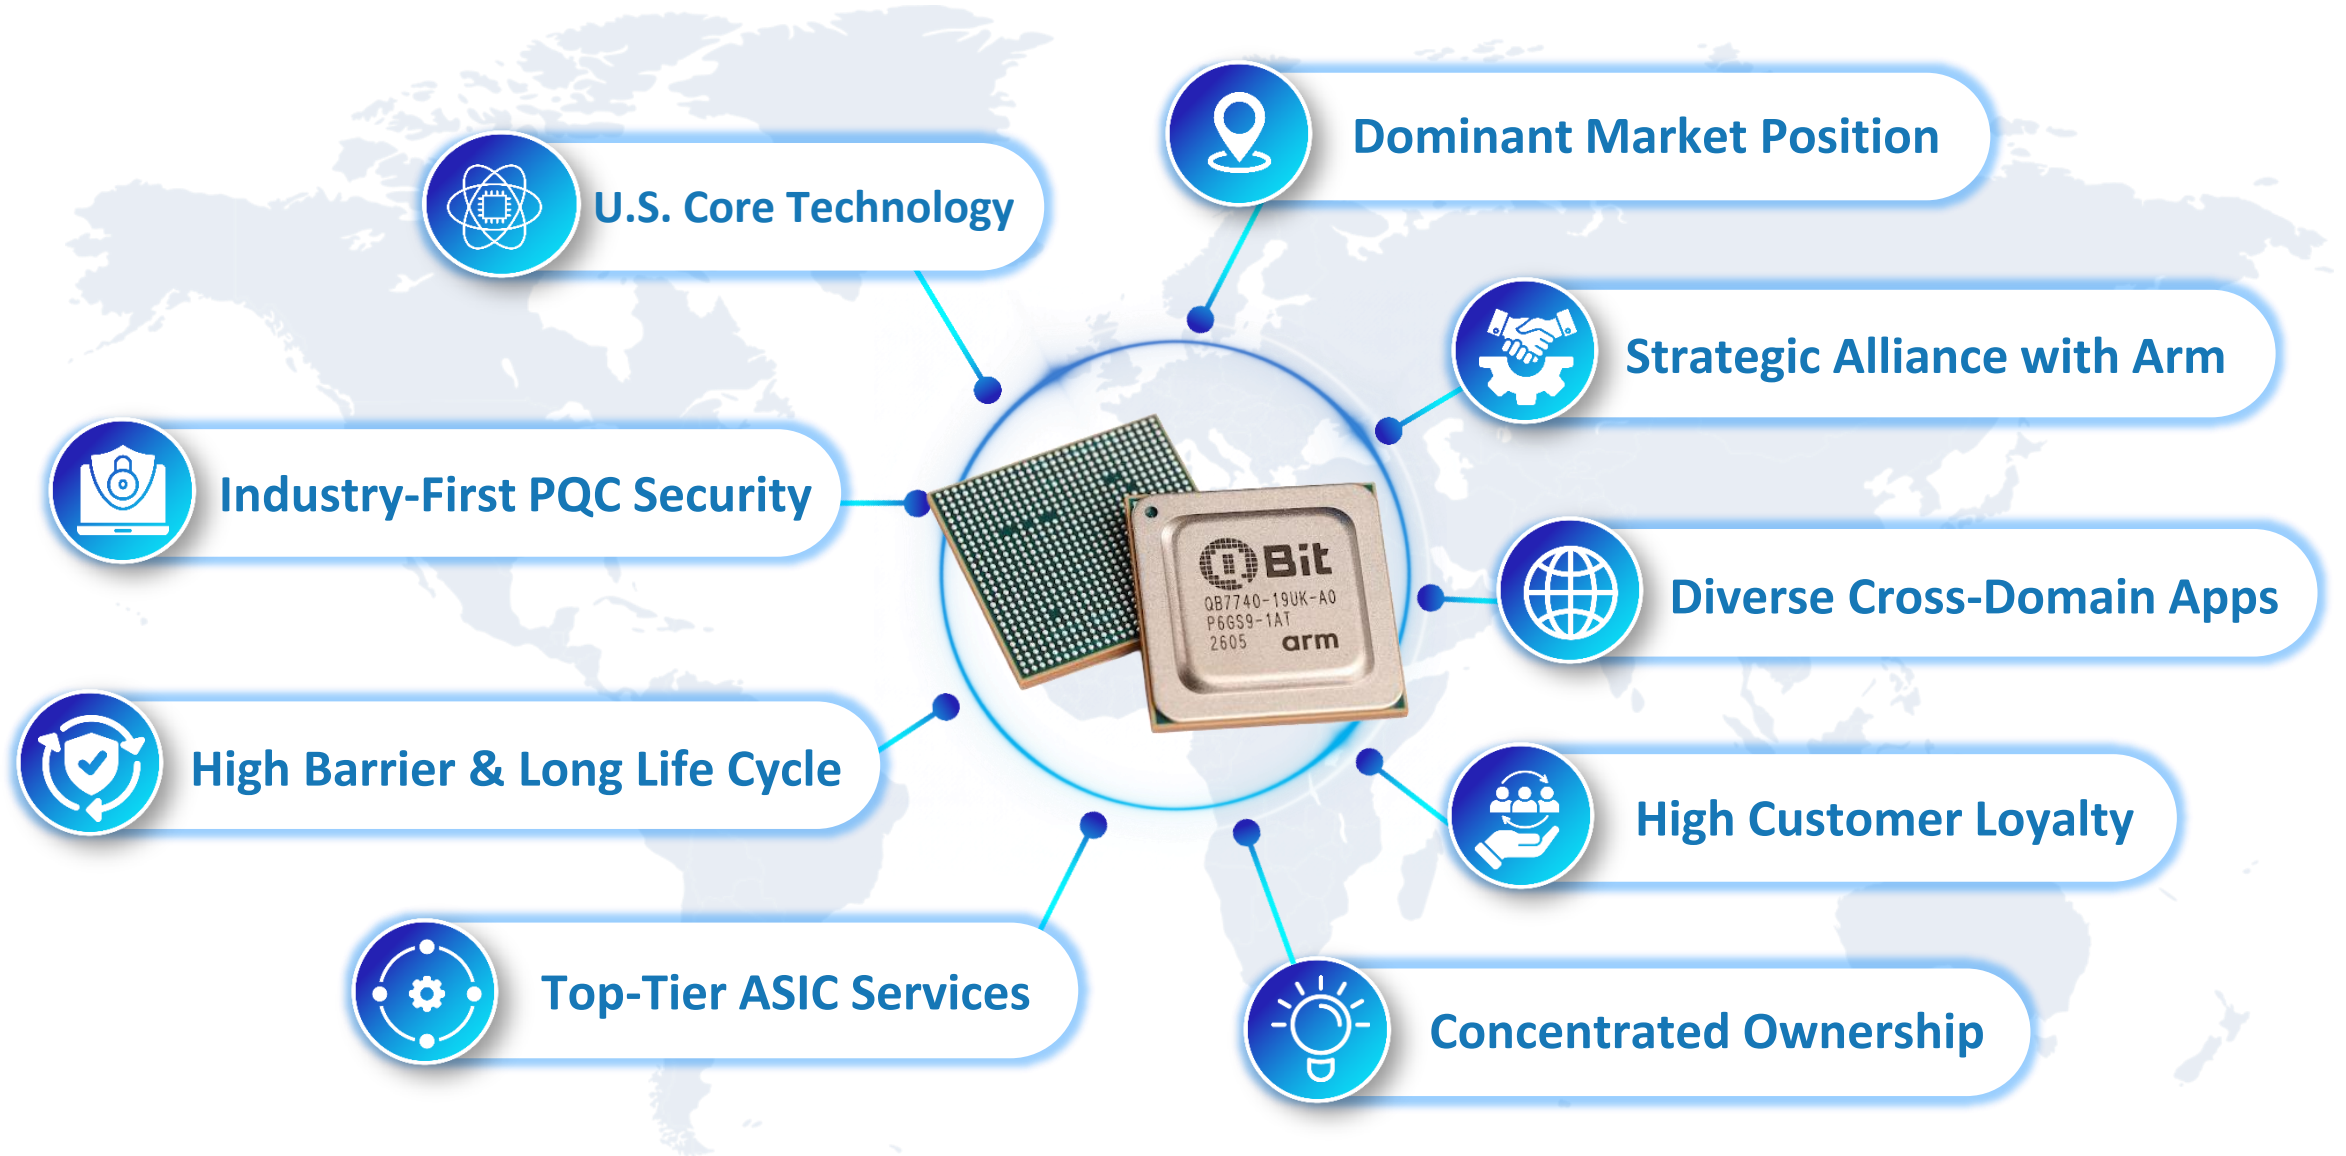 U.S. Core Technology
Dominant Market Position
Strategic Alliance with Arm
Industry-First PQC Security
Diverse Cross-Domain Apps
High Barrier & Long Life Cycle
High Customer Loyalty
Top-Tier ASIC Services
Concentrated Ownership
Bit
QB7740-19UK-A0
P6GS9-1AT
2605 arm